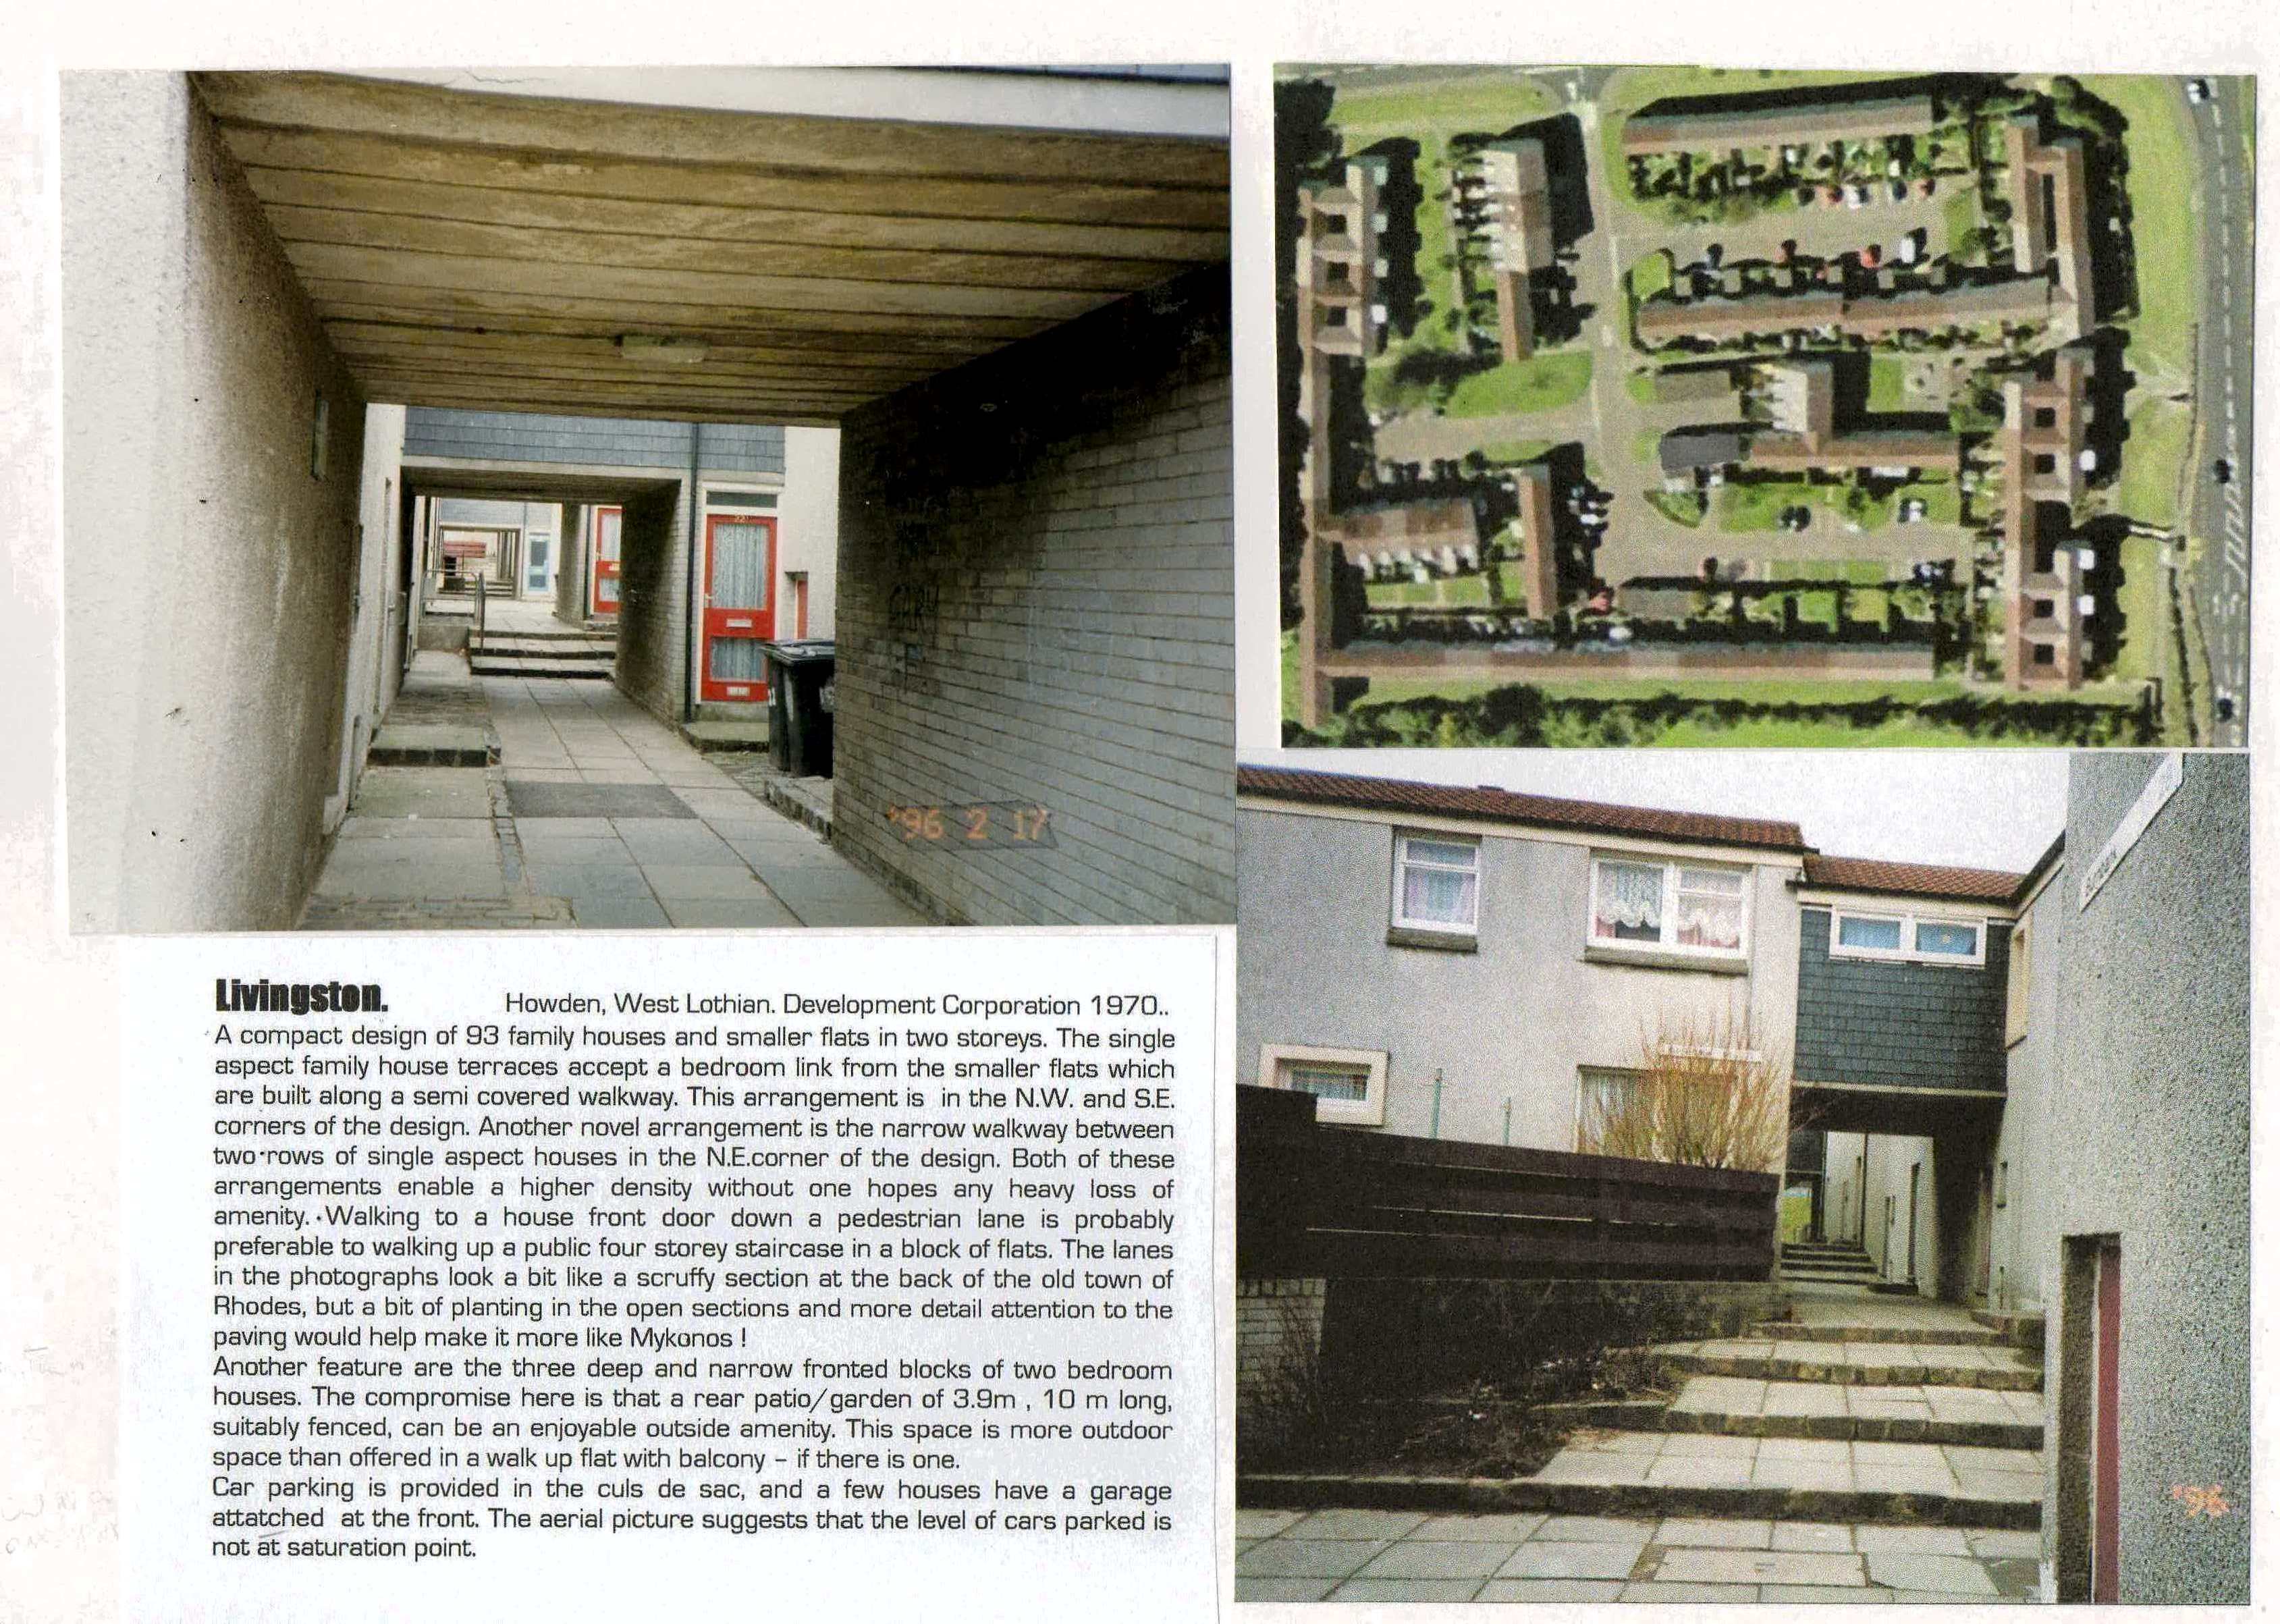 '96 2 17
Livingston. Howden, West Lothian. Development Corporation 1970..
A compact design of 93 family houses and smaller flats in two storeys. The single
aspect family house terraces accept a bedroom link from the smaller flats which
are built along a semi covered walkway. This arrangement is in the N.W. and S.E.
corners of the design. Another novel arrangement is the narrow walkway between
two rows of single aspect houses in the N.E.corner of the design. Both of these
arrangements enable a higher density without one hopes any heavy loss of
amenity. Walking to a house front door down a pedestrian lane is probably
preferable to walking up a public four storey staircase in a block of flats. The lanes
in the photographs look a bit like a scruffy section at the back of the old town of
Rhodes, but a bit of planting in the open sections and more detail attention to the
paving would help make it more like Mykonos !
Another feature are the three deep and narrow fronted blocks of two bedroom
houses. The compromise here is that a rear patio/garden of 3.9m , 10 m long,
suitably fenced, can be an enjoyable outside amenity. This space is more outdoor
space than offered in a walk up flat with balcony – if there is one.
Car parking is provided in the culs de sac, and a few houses have a garage
attatched at the front. The aerial picture suggests that the level of cars parked is
not at saturation point.
'96